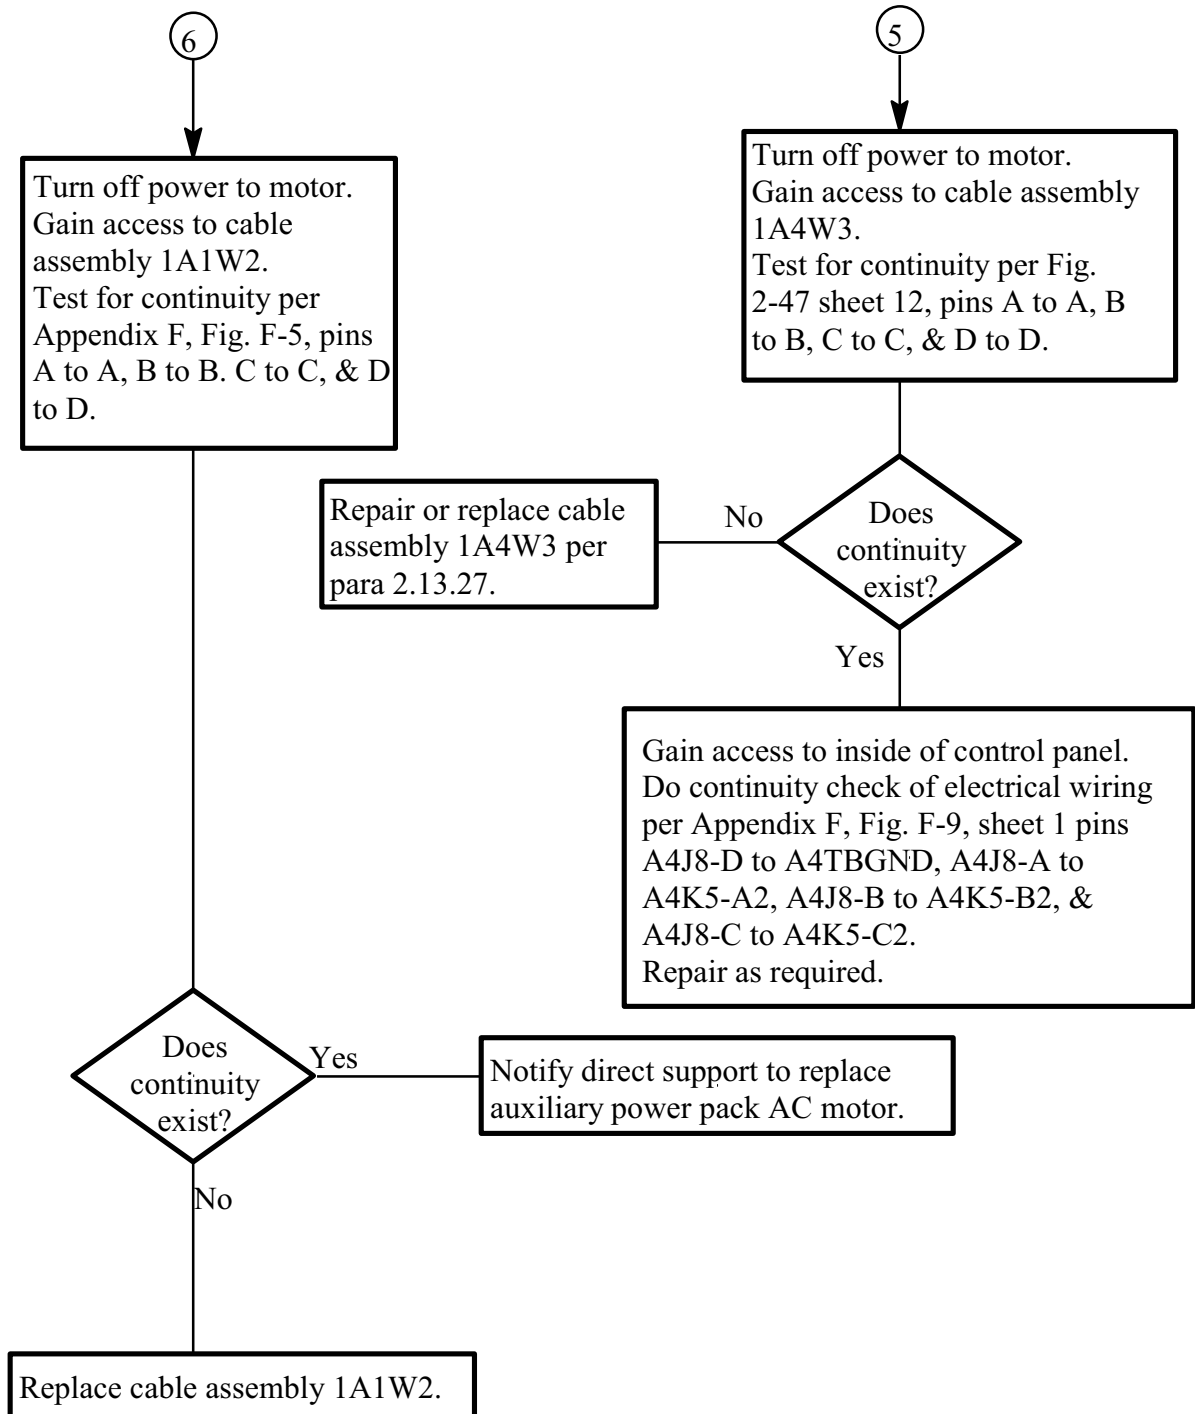 6
Turn off power to motor.
Gain access to cable
assembly 1A1W2.
Test for continuity per
Appendix F, Fig. F-5, pins
A to A, B to B. C to C, & D
to D.
5
Turn off power to motor.
Gain access to cable assembly
1A4W3.
Test for continuity per Fig.
2-47 sheet 12, pins A to A, B
to B, C to C, & D to D.
Does
continuity
exist?
No
Repair or replace cable
assembly 1A4W3 per
para 2.13.27.
Yes
Gain access to inside of control panel.
Do continuity check of electrical wiring
per Appendix F, Fig. F-9, sheet 1 pins
A4J8-D to A4TBGND, A4J8-A to
A4K5-A2, A4J8-B to A4K5-B2, &
A4J8-C to A4K5-C2.
Repair as required.
Does
continuity
exist?
Yes
Notify direct support to replace
auxiliary power pack AC motor.
No
Replace cable assembly 1A1W2.